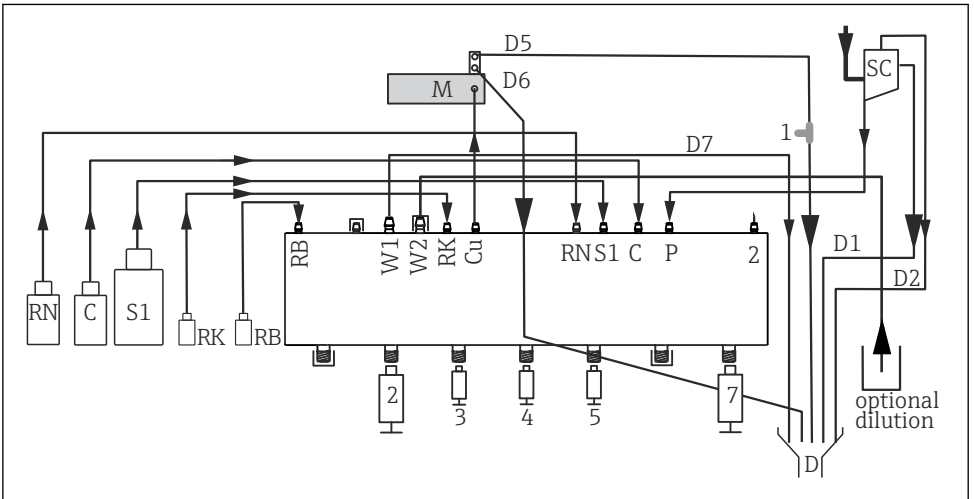 D5
SC
M
D6
1
D7
RB
W1
W2
RK
Cu
RN
S1
C
P
2
D1
D2
RN
C
S1
RK
RB
2
3
4
5
7
optional
dilution
D